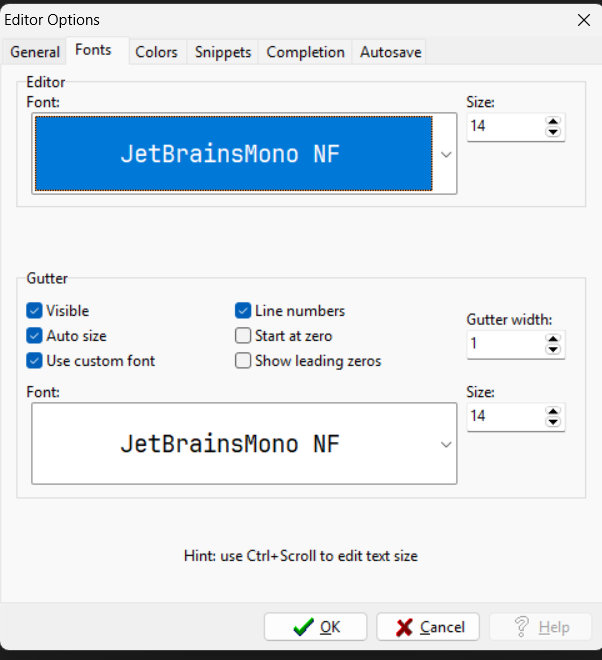 Editor Options
General Fonts Colors Snippets Completion Autosave
Editor
Font: Size:
JetBrainsMono NF 14
Gutter
Visible Line numbers
Gutter width:
Auto size Start at zero
1
Use custom font Show leading zeros
Font: Size:
JetBrainsMono NF 14
Hint: use Ctrl+Scroll to edit text size
OK Cancel Help